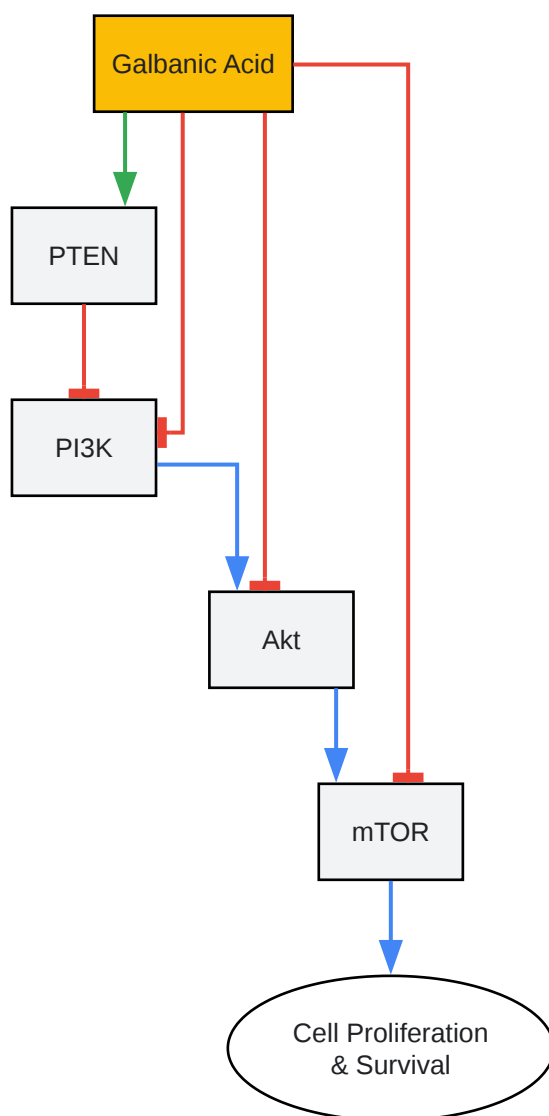 Galbanic Acid
PTEN
PI3K
Akt
mTOR
Cell Proliferation
& Survival